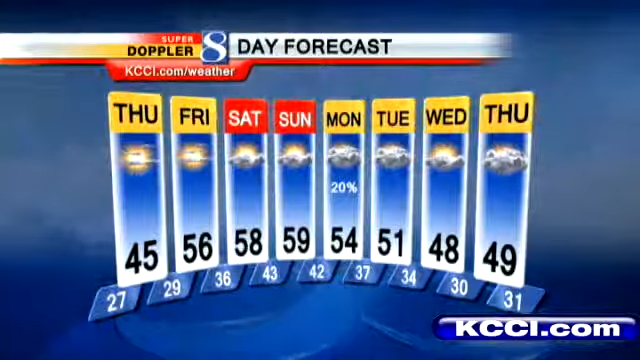 SUPER
DOPPLER 8 DAY FORECAST
KCCI.com/weather
THU FRI SAT SUN MON TUE WED THU
20%
45 56 58 59 54 51 48 49
27 29 36 43 42 37 34 30 31
KCCI.com